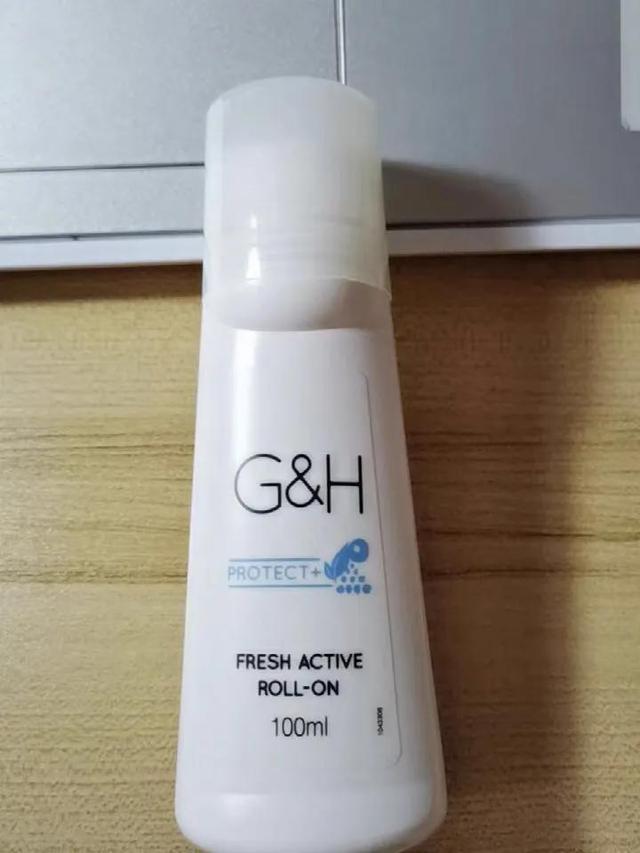 G&H
PROTECT+
FRESH ACTIVE
ROLL-ON
100ml